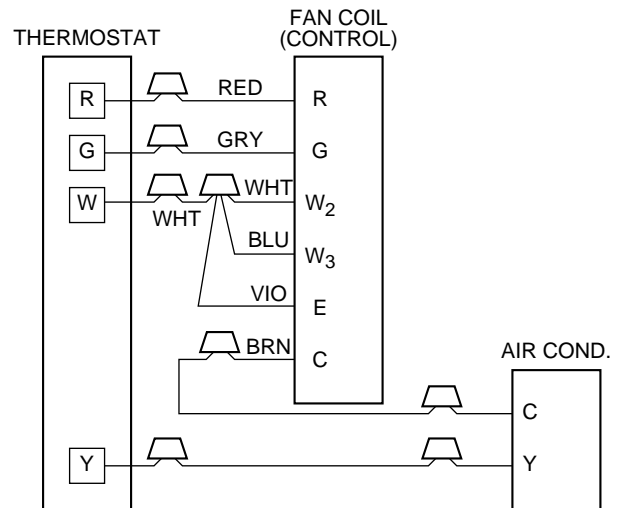 THERMOSTAT
FAN COIL
(CONTROL)
R RED R
G GRY G
W WHT WHT W2
BLU W3
VIO E
BRN C
AIR COND.
C
Y Y